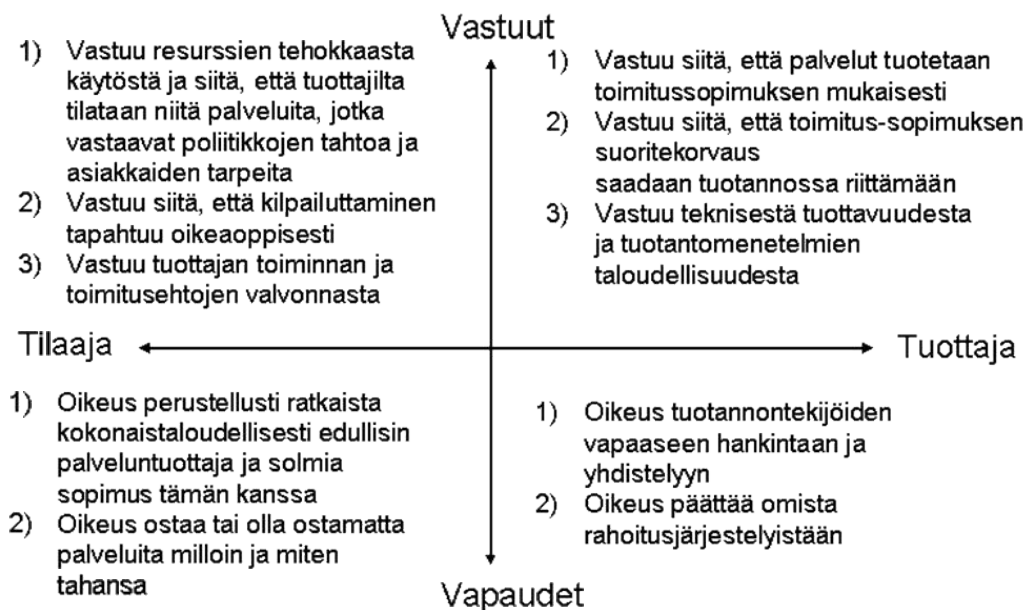 Vastuut
1) Vastuu resurssien tehokkaasta
käytöstä ja siitä, että tuottajilta
tilataan niitä palveluita, jotka
vastaavat poliitikkojen tahtoa ja
asiakkaiden tarpeita
2) Vastuu siitä, että kilpailuttaminen
tapahtuu oikeaoppisesti
3) Vastuu tuottajan toiminnan ja
toimitusehtojen valvonnasta
1) Vastuu siitä, että palvelut tuotetaan
toimitussopimuksen mukaisesti
2) Vastuu siitä, että toimitus-sopimuksen
suoritekorvaus
saadaan tuotannossa riittämään
3) Vastuu teknisestä tuottavuudesta
ja tuotantomenetelmien
taloudellisuudesta
Tilaaja
Tuottaja
1) Oikeus perustellusti ratkaista
kokonaistaloudellisesti edullisin
palveluntuottaja ja solmia
sopimus tämän kanssa
2) Oikeus ostaa tai olla ostamatta
palveluita milloin ja miten
tahansa
1) Oikeus tuotannontekijöiden
vapaaseen hankintaan ja
yhdistelyyn
2) Oikeus päättää omista
rahoitusjärjestelyistään
Vapaudet